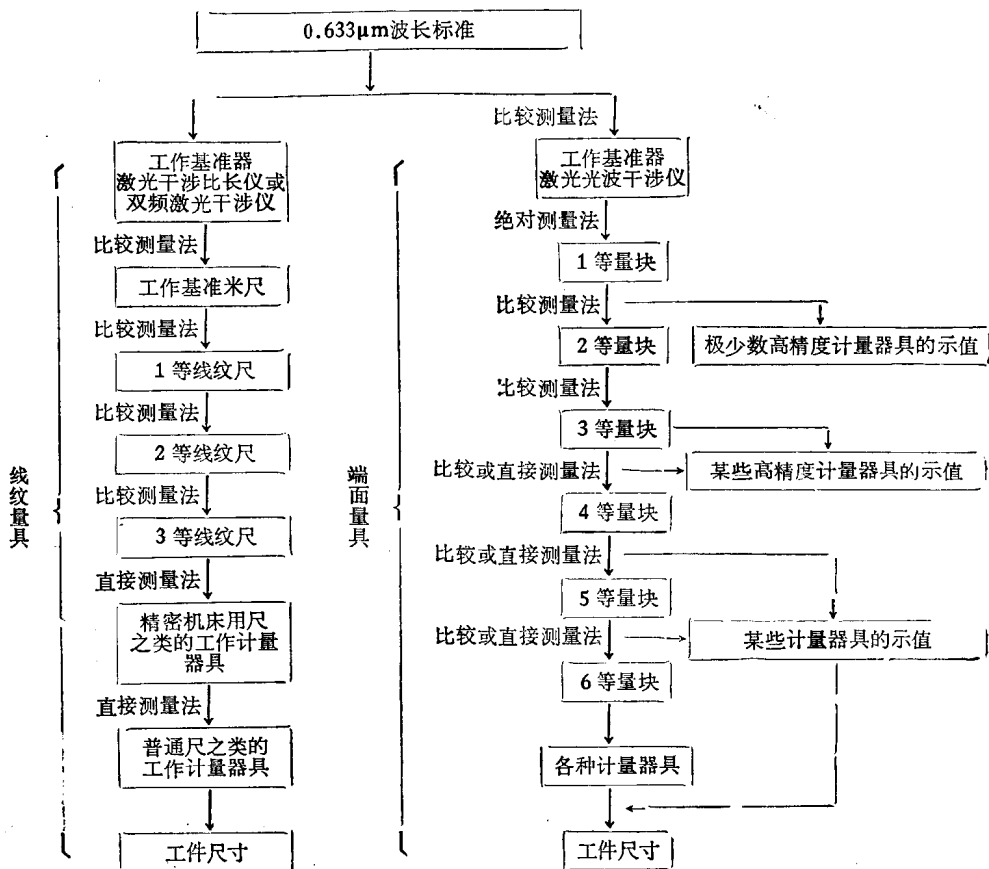 0.633μm波长标准
比较测量法
工作基准器
激光干涉比长仪或
双频激光干涉仪
工作基准器
激光光波干涉仪
绝对测量法
比较测量法
1等量块
工作基准米尺
比较测量法
比较测量法
2等量块
极少数高精度计量器具的示值
1等线纹尺
比较测量法
比较测量法
3等量块
2等线纹尺
比较或直接测量法
某些高精度计量器具的示值
线纹量具
端面量具
比较测量法
4等量块
3等线纹尺
比较或直接测量法
直接测量法
5等量块
精密机床用尺
之类的工作计量
器具
比较或直接测量法
某些计量器具的示值
6等量块
直接测量法
普通尺之类的
工作计量器具
各种计量器具
工件尺寸
工件尺寸